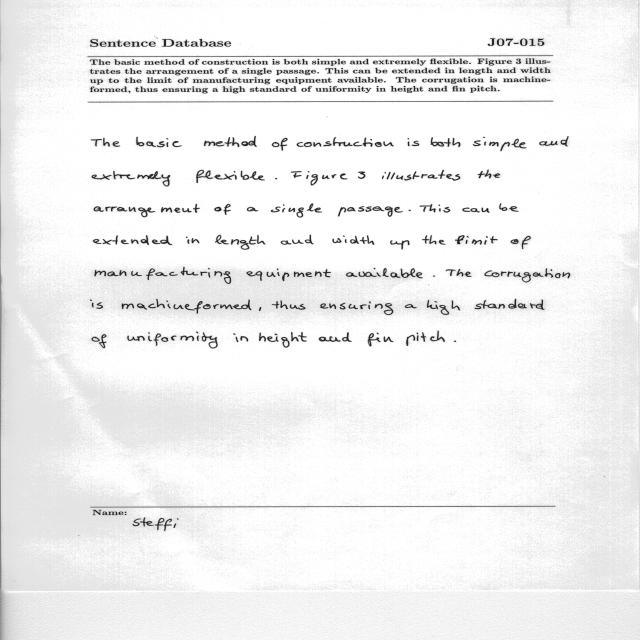 Sentence Database J07-015
The basic method of construction is both simple and extremely flexible. Figure 3 illus-
trates the arrangement of a single passage. This can be extended in length and width
up to the limit of manufacturing equipment available. The corrugation is machine-
formed, thus ensuring a high standard of uniformity in height and fin pitch.
The basic method of construction is both simple and
extremely flexible. Figure 3 illustrates the
arrangement of a single passage. This can be
extended in length and width up the limit of
manufacturing equipment available. The corrugation
is machineformed, thus ensuring a high standard
of uniformity in height and fin pitch.
Name:
Steffi